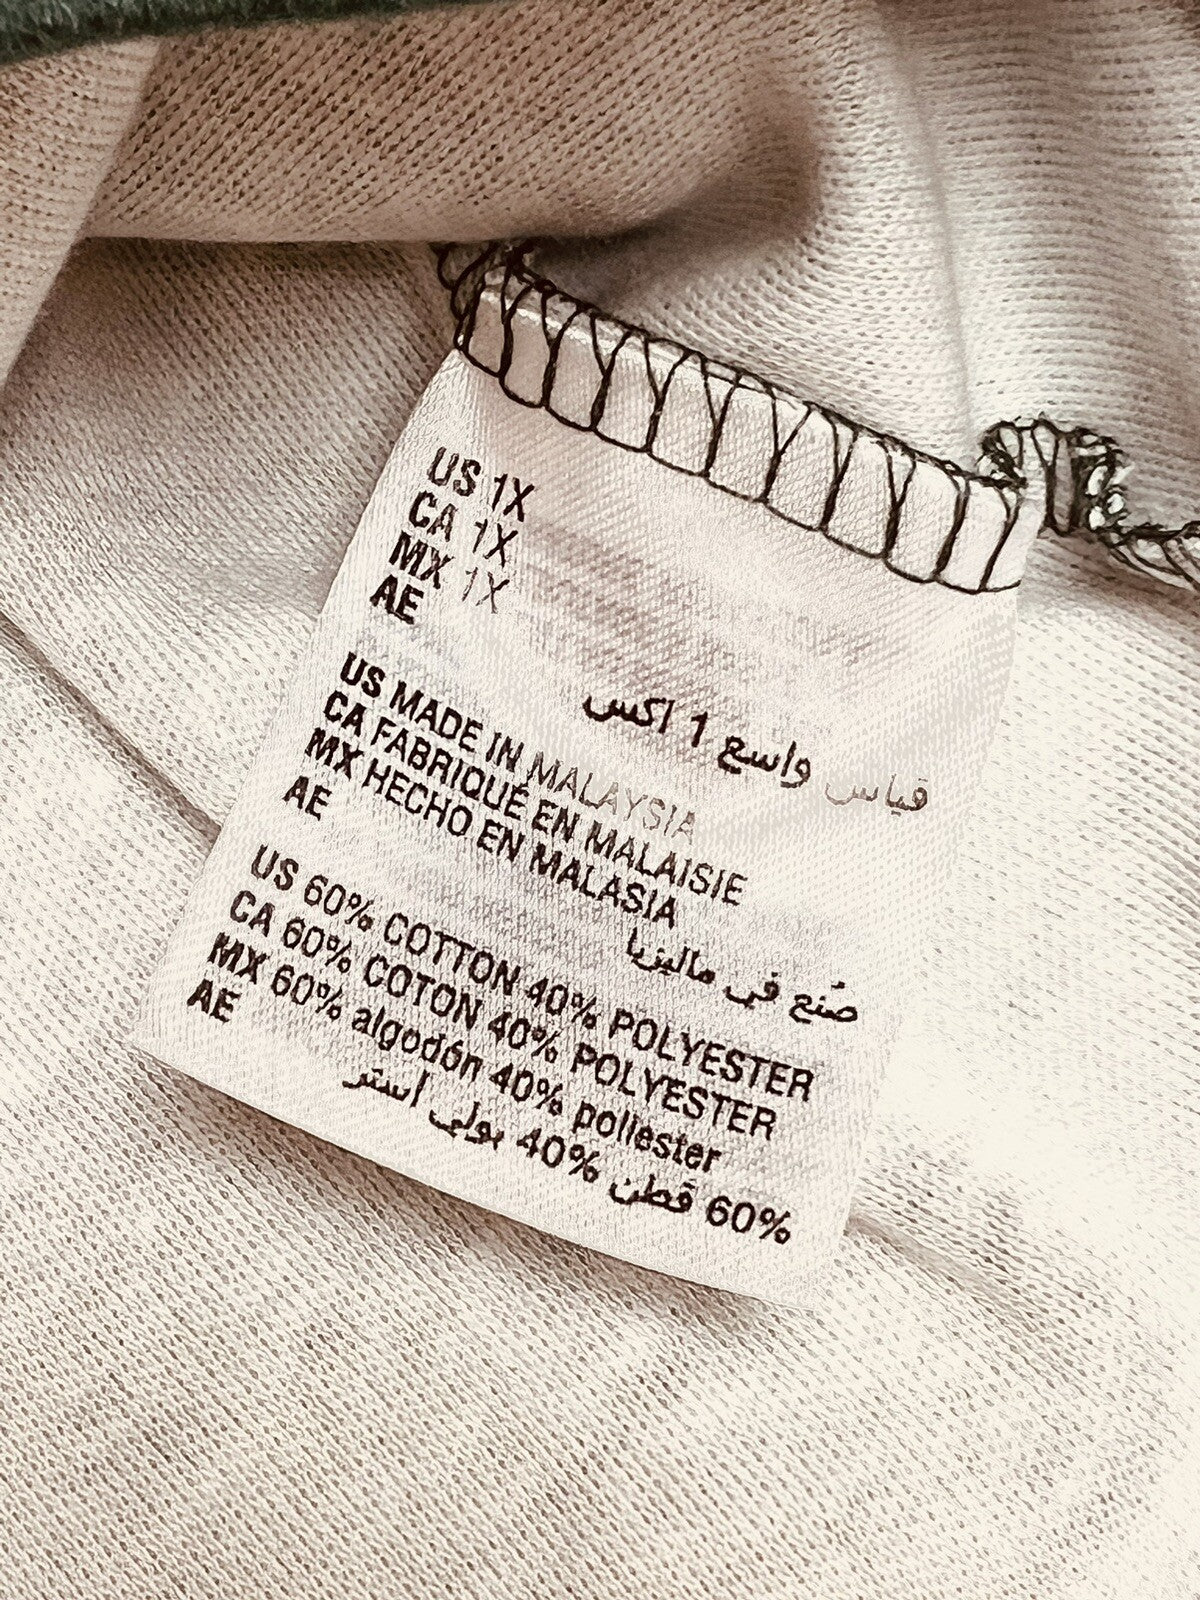 US 1X
CA 1X
MX 1X
AE
قياس واسع 1 اكس
US MADE IN MALAYSIA
CA FABRIQUÉ EN MALAISIE
MX HECHO EN MALASIA
AE
صُنع في ماليزيا
US 60% COTTON 40% POLYESTER
CA 60% COTON 40% POLYESTER
MX 60% algodón 40% poliester
AE
60% قطن 40% بولي استر